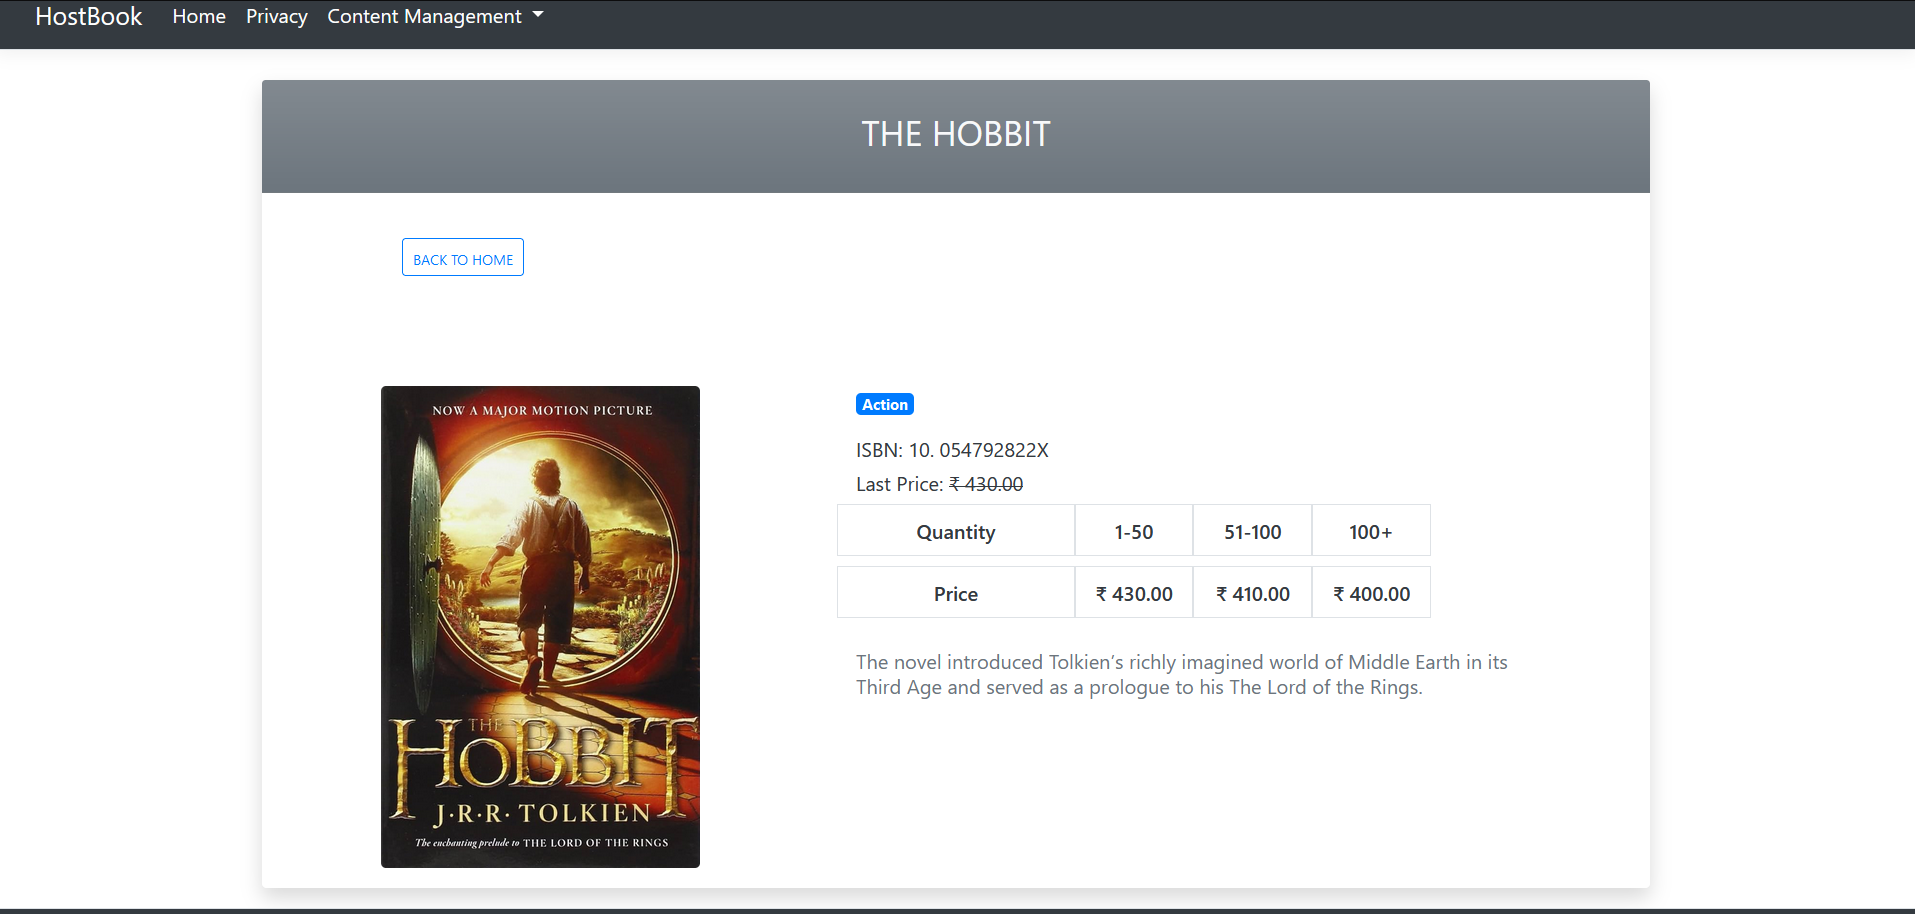 HostBook Home Privacy Content Management
THE HOBBIT
BACK TO HOME
NOW A MAJOR MOTION PICTURE
THE
HOBBIT
J·R·R· TOLKIEN
The enchanting prelude to THE LORD OF THE RINGS
Action
ISBN: 10. 054792822X
Last Price: ₹ 430.00
Quantity 1-50 51-100 100+
Price ₹ 430.00 ₹ 410.00 ₹ 400.00
The novel introduced Tolkien’s richly imagined world of Middle Earth in its
Third Age and served as a prologue to his The Lord of the Rings.